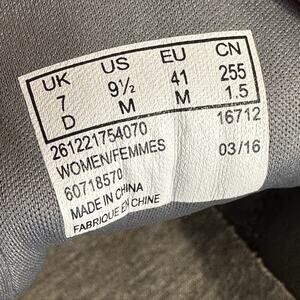 UK US EU CN
7 9½ 41 255
D M M 1.5
261221754070 16712
WOMEN/FEMMES 03/16
60718570
MADE IN CHINA
FABRIQUE EN CHINE